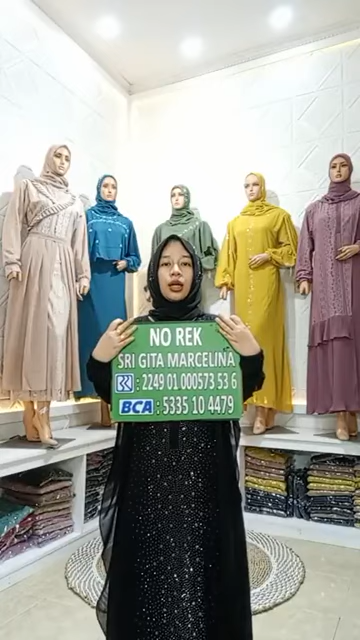 NO REK
SRI GITA MARCELINA
: 2249 01 000573 53 6
BCA : 5335 10 4479